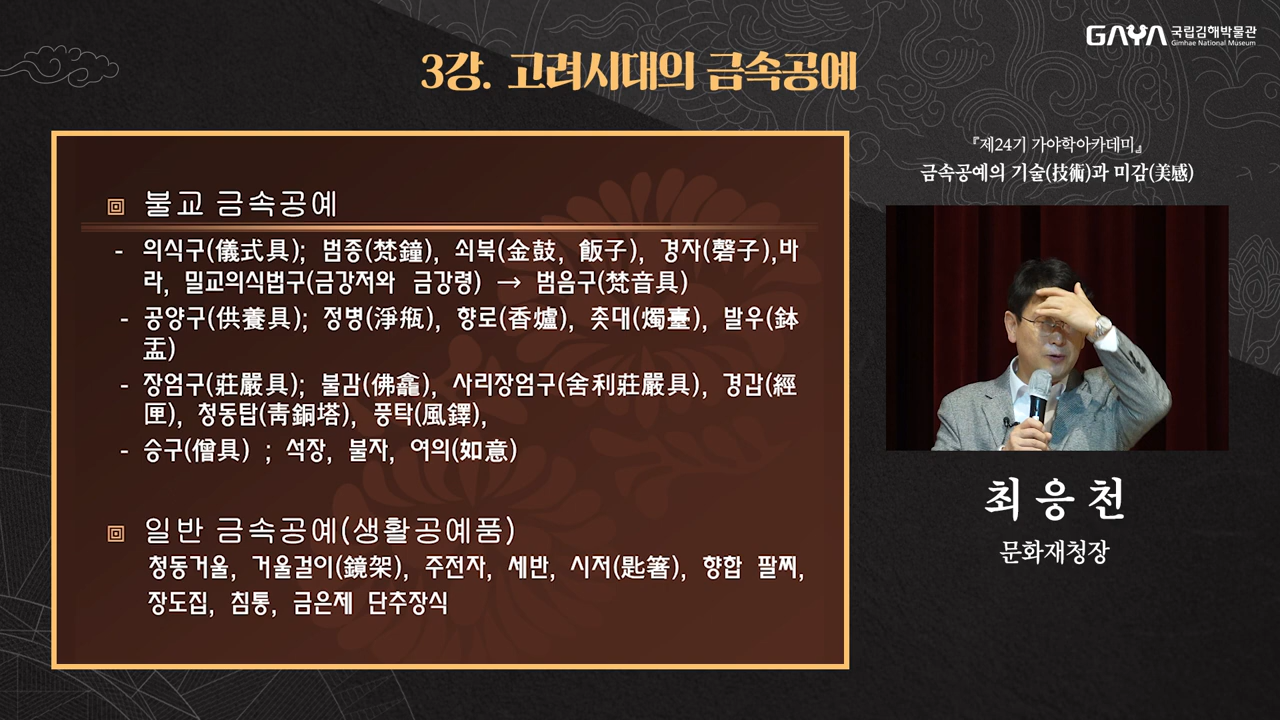 GAYA 국립김해박물관
Gimhae National Museum
3강. 고려시대의 금속공예
『제24기 가야학아카데미』
금속공예의 기술(技術)과 미감(美感)
불교 금속공예
- 의식구(儀式具); 범종(梵鐘), 쇠북(金鼓, 飯子), 경자(磬子),바
라, 밀교의식법구(금강저와 금강령) → 범음구(梵音具)
- 공양구(供養具); 정병(淨甁), 향로(香爐), 촛대(燭臺), 발우(鉢
盂)
- 장엄구(莊嚴具); 불감(佛龕), 사리장엄구(舍利莊嚴具), 경갑(經
匣), 청동탑(靑銅塔), 풍탁(風鐸),
- 승구(僧具) ; 석장, 불자, 여의(如意)
일반 금속공예(생활공예품)
청동거울, 거울걸이(鏡架), 주전자, 세반, 시저(匙箸), 향합 팔찌,
장도집, 침통, 금은제 단추장식
최응천
문화재청장